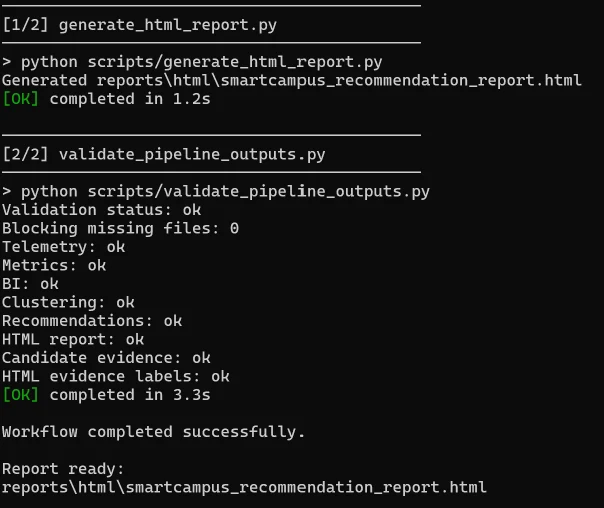 [1/2] generate_html_report.py
> python scripts/generate_html_report.py
Generated reports\html\smartcampus_recommendation_report.html
[OK] completed in 1.2s
[2/2] validate_pipeline_outputs.py
> python scripts/validate_pipeline_outputs.py
Validation status: ok
Blocking missing files: 0
Telemetry: ok
Metrics: ok
BI: ok
Clustering: ok
Recommendations: ok
HTML report: ok
Candidate evidence: ok
HTML evidence labels: ok
[OK] completed in 3.3s
Workflow completed successfully.
Report ready:
reports\html\smartcampus_recommendation_report.html